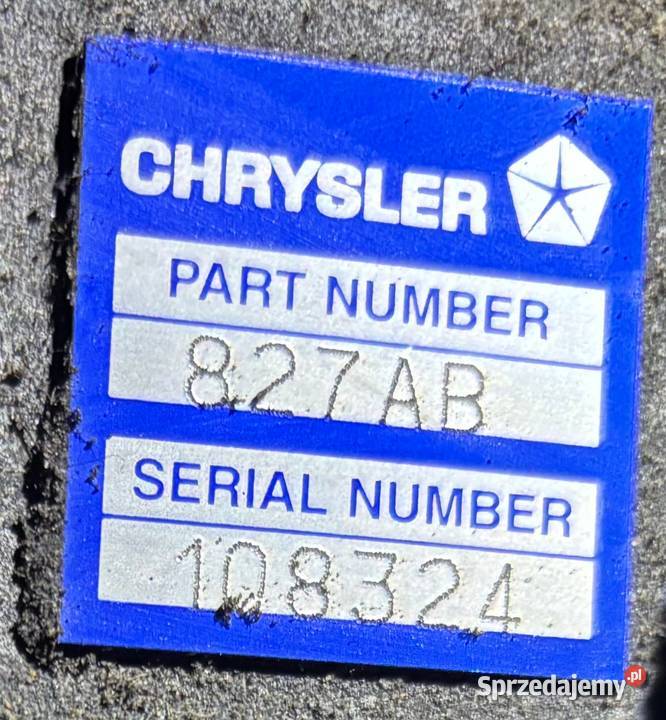 CHRYSLER
PART NUMBER
827AB
SERIAL NUMBER
108324
Sprzedajemy.pl